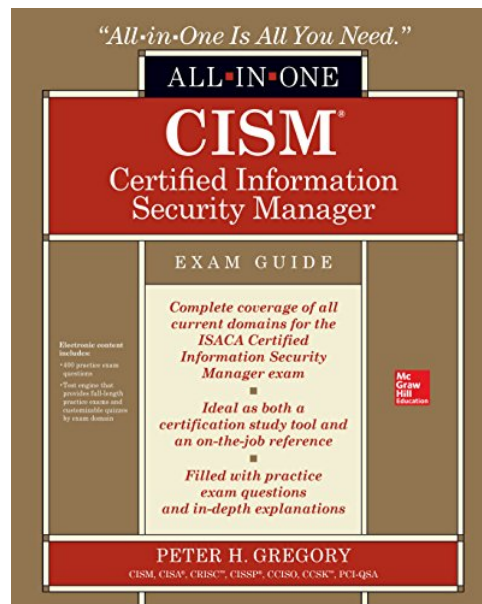 “All-in-One Is All You Need.”
ALL▪IN▪ONE
CISM®
Certified Information
Security Manager
EXAM GUIDE
Complete coverage of all
current domains for the
ISACA Certified
Information Security
Manager exam
■
Ideal as both a
certification study tool and
an on-the-job reference
■
Filled with practice
exam questions
and in-depth explanations
Electronic content
includes:
•400 practice exam
questions
•Test engine that
provides full-length
practice exams and
customizable quizzes
by exam domain
Mc
Graw
Hill
Education
PETER H. GREGORY
CISM, CISA®, CRISC™, CISSP®, CCISO, CCSK™, PCI-QSA